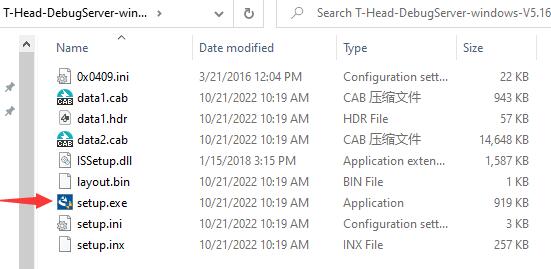 T-Head-DebugServer-win... Search T-Head-DebugServer-windows-V5.16
Name Date modified Type Size
0x0409.ini 3/21/2016 12:04 PM Configuration sett... 22 KB
data1.cab 10/21/2022 10:19 AM CAB 压缩文件 943 KB
data1.hdr 10/21/2022 10:19 AM HDR File 57 KB
data2.cab 10/21/2022 10:19 AM CAB 压缩文件 14,648 KB
ISSetup.dll 1/15/2018 3:15 PM Application exten... 1,587 KB
layout.bin 10/21/2022 10:19 AM BIN File 1 KB
setup.exe 10/21/2022 10:19 AM Application 919 KB
setup.ini 10/21/2022 10:19 AM Configuration sett... 3 KB
setup.inx 10/21/2022 10:19 AM INX File 257 KB